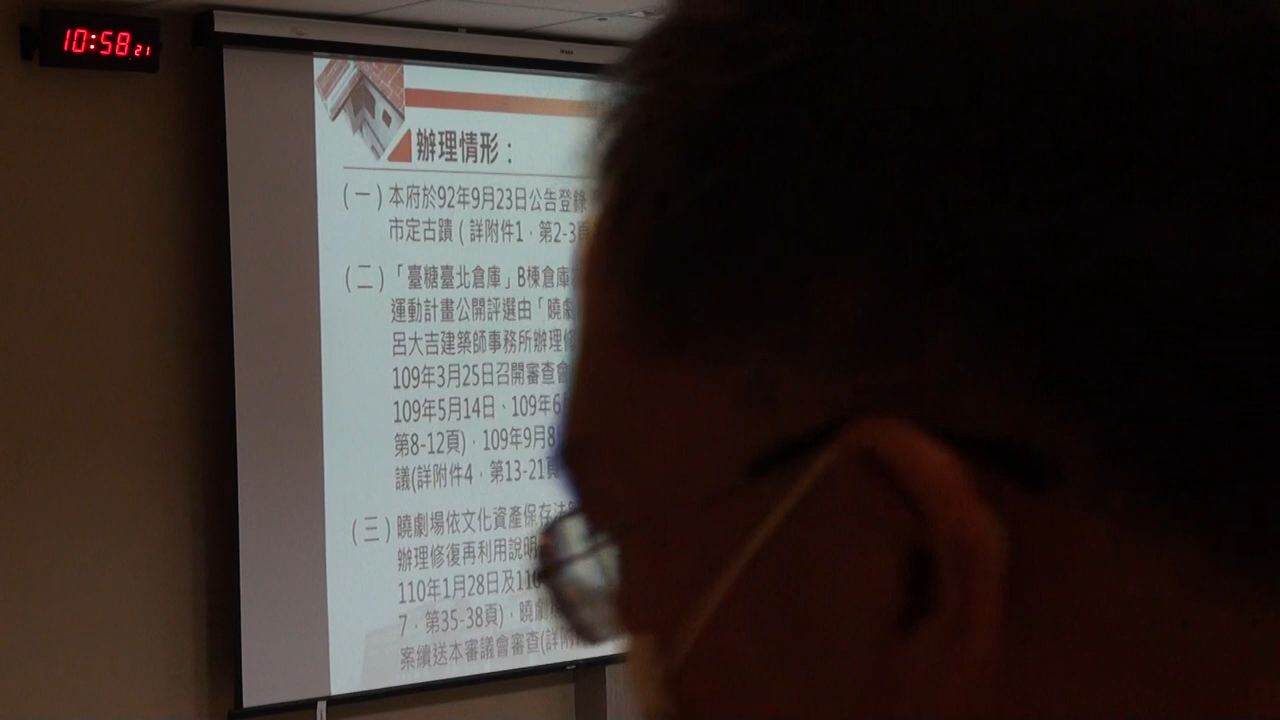 10:58 21
辦理情形：
(一)本府於92年9月23日公告登錄
市定古蹟(詳附件1，第2-3頁
(二)「臺糖臺北倉庫」B棟倉庫
運動計畫公開評選由「曉劇
呂大吉建築師事務所辦理修
109年3月25日召開審查會
109年5月14日、109年6
第8-12頁)，109年9月8
議(詳附件4，第13-21頁
(三)曉劇場依文化資產保存法
辦理修復再利用說明
110年1月28日及110
7，第35-38頁)，曉劇
案續送本審議會審查(詳附